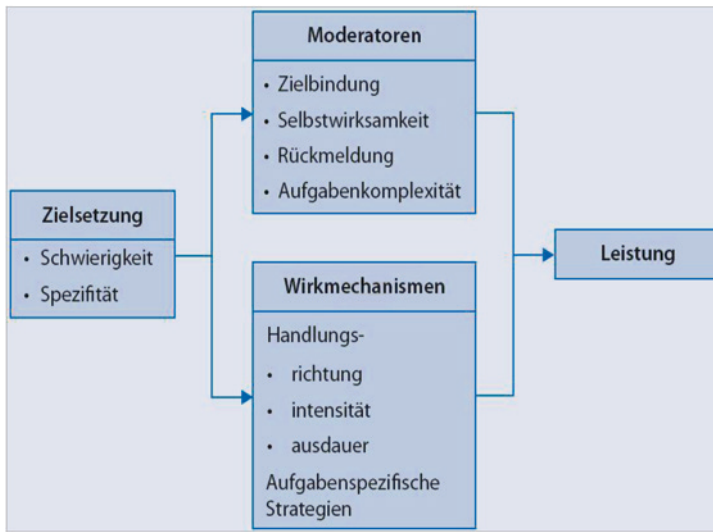 Zielsetzung
• Schwierigkeit
• Spezifität
Moderatoren
• Zielbindung
• Selbstwirksamkeit
• Rückmeldung
• Aufgabenkomplexität
Wirkmechanismen
Handlungs-
• richtung
• intensität
• ausdauer
Aufgabenspezifische
Strategien
Leistung